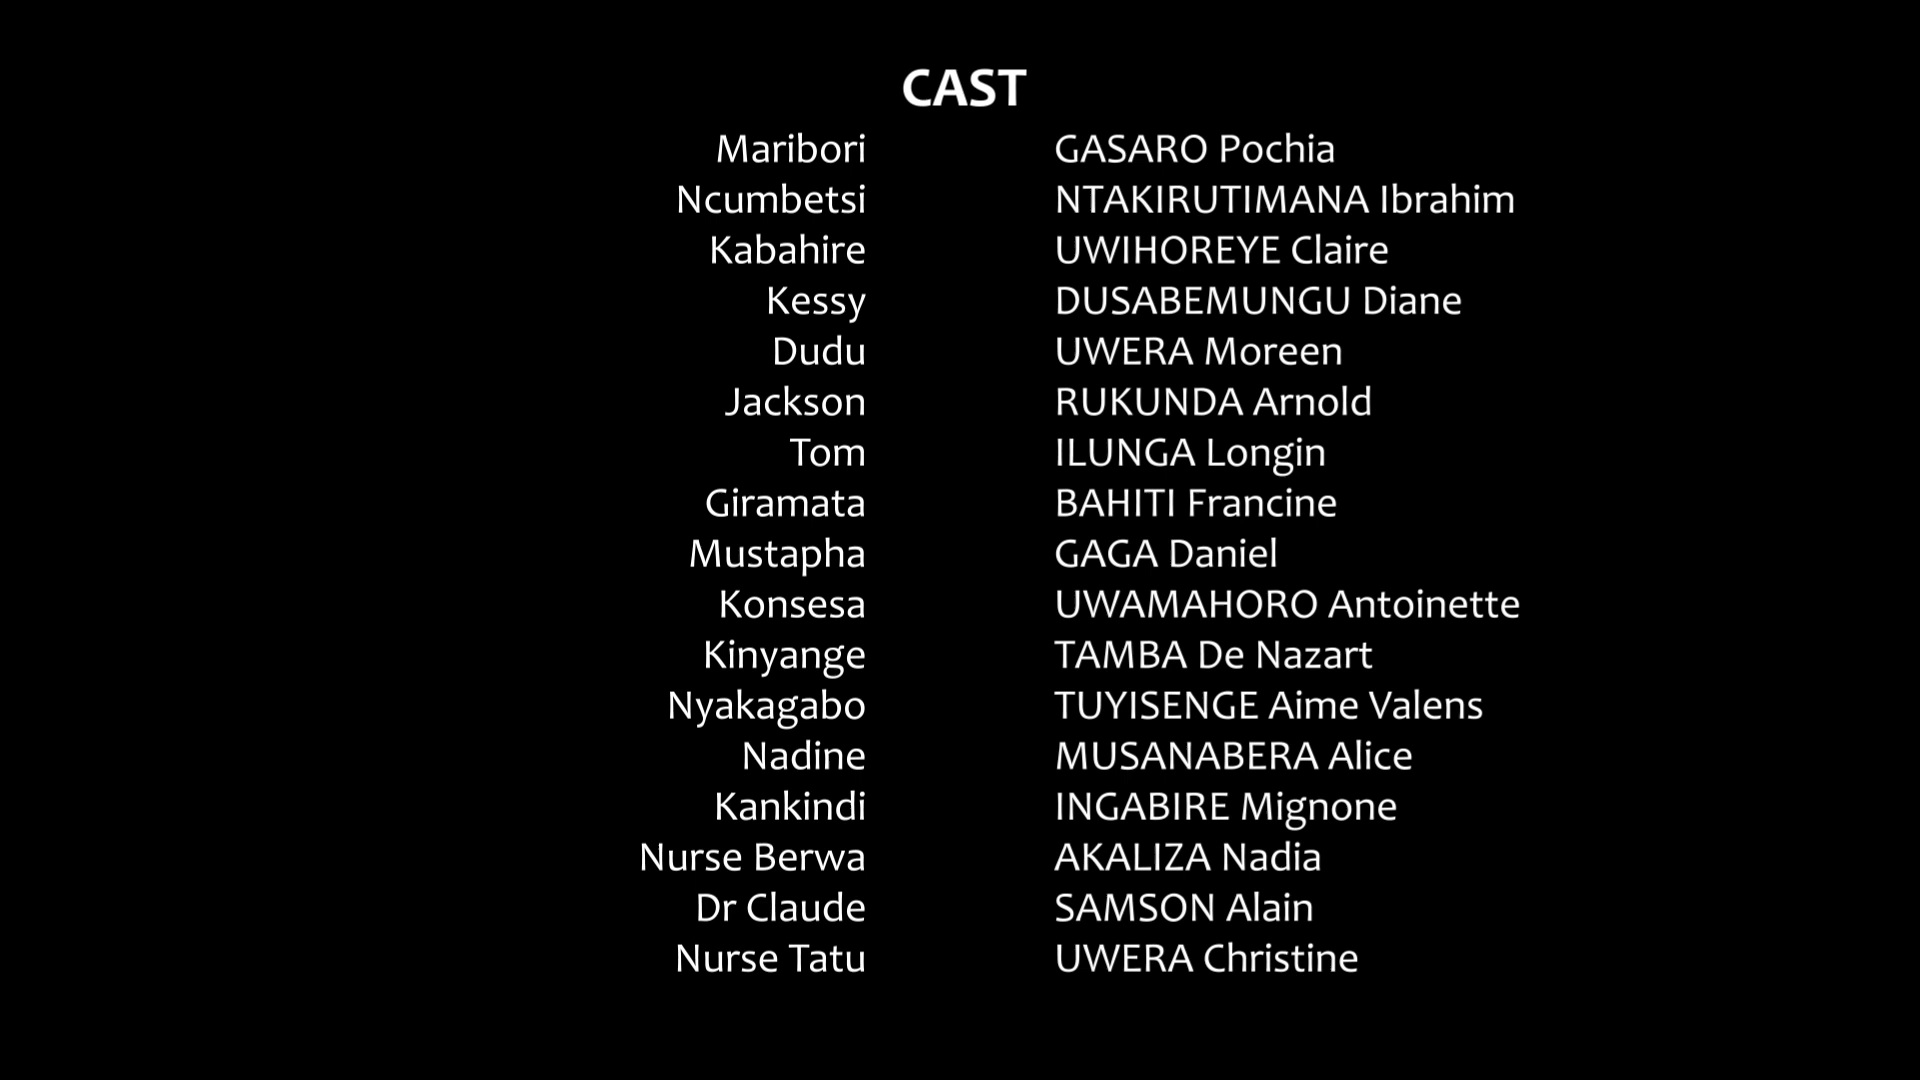 CAST
Maribori GASARO Pochia
Ncumbetsi NTAKIRUTIMANA Ibrahim
Kabahire UWIHOREYE Claire
Kessy DUSABEMUNGU Diane
Dudu UWERA Moreen
Jackson RUKUNDA Arnold
Tom ILUNGA Longin
Giramata BAHITI Francine
Mustapha GAGA Daniel
Konsesa UWAMAHORO Antoinette
Kinyange TAMBA De Nazart
Nyakagabo TUYISENGE Aime Valens
Nadine MUSANABERA Alice
Kankindi INGABIRE Mignone
Nurse Berwa AKALIZA Nadia
Dr Claude SAMSON Alain
Nurse Tatu UWERA Christine